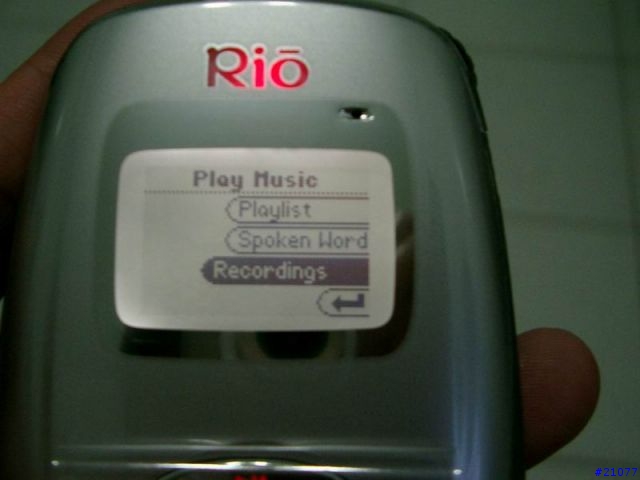 Riō
Play Music
Playlist
Spoken Word
Recordings
#21077